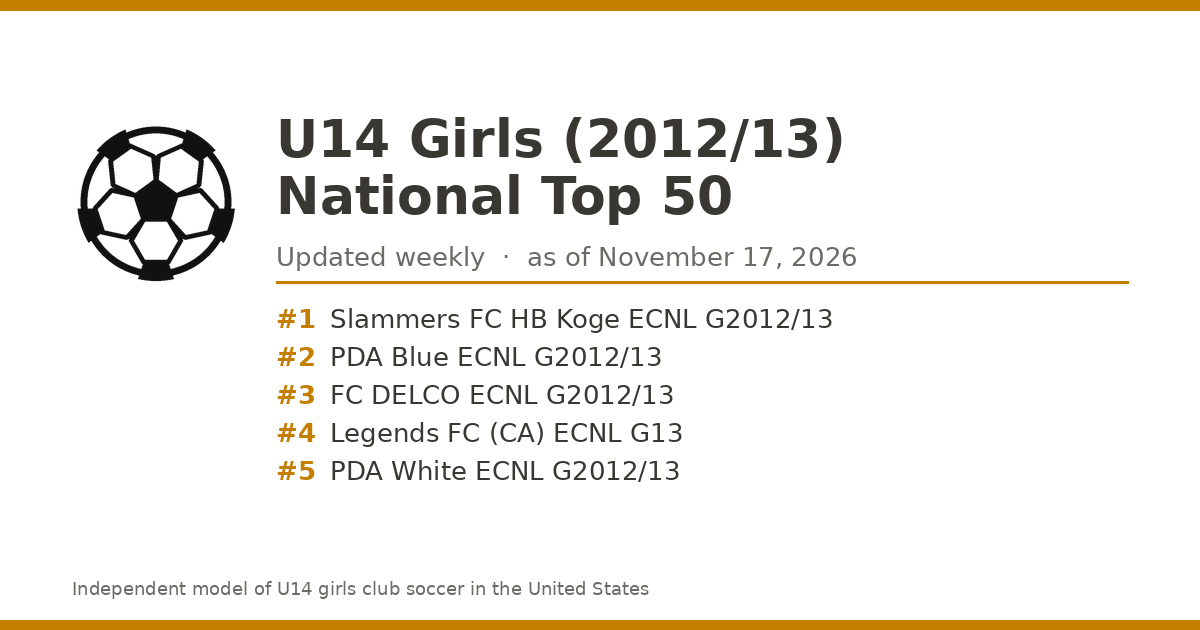 U14 Girls (2012/13)
National Top 50
Updated weekly · as of November 17, 2026
#1 Slammers FC HB Koge ECNL G2012/13
#2 PDA Blue ECNL G2012/13
#3 FC DELCO ECNL G2012/13
#4 Legends FC (CA) ECNL G13
#5 PDA White ECNL G2012/13
Independent model of U14 girls club soccer in the United States